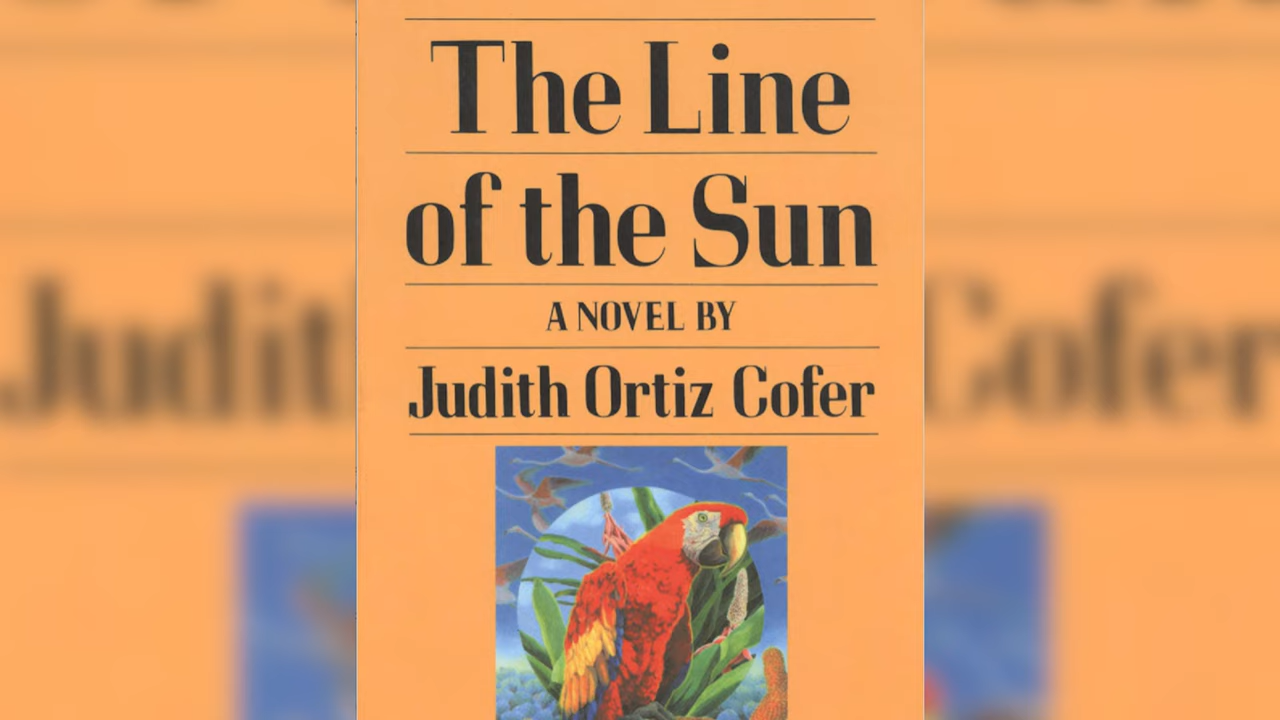 The Line
of the Sun
A NOVEL BY
Judith Ortiz Cofer